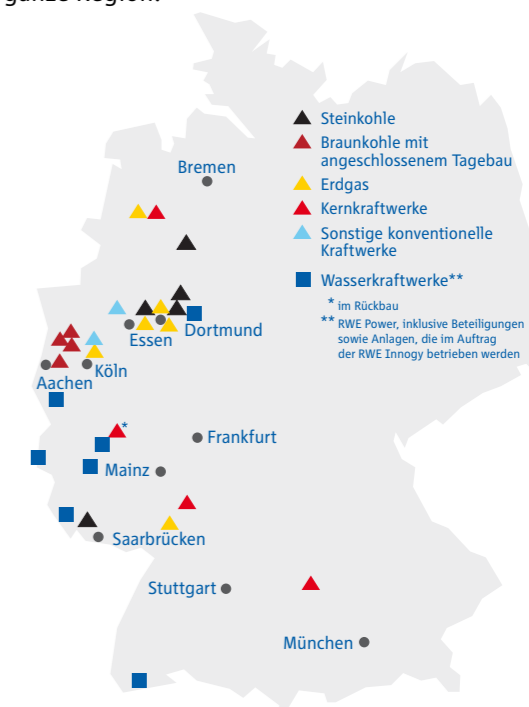 ganze Region.
Steinkohle
Braunkohle mit
angeschlossenem Tagebau
Erdgas
Kernkraftwerke
Sonstige konventionelle
Kraftwerke
Wasserkraftwerke**
* im Rückbau
** RWE Power, inklusive Beteiligungen
sowie Anlagen, die im Auftrag
der RWE Innogy betrieben werden
Bremen
Essen
Dortmund
Köln
Aachen
*
Frankfurt
Mainz
Saarbrücken
Stuttgart
München